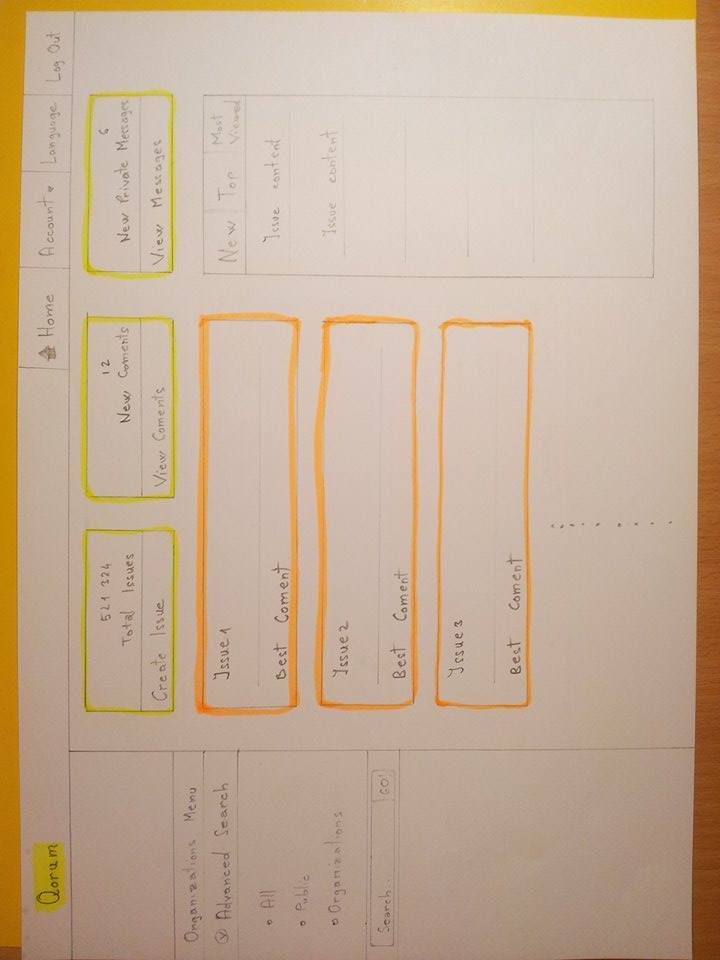 Qorum
Home
Account
Language
Log Out
521 324
Total Issues
Create Issue
12
New Coments
View Coments
6
New Private Messages
View Messages
Organizations Menu
Advanced Search
All
Public
Organizations
Search...
GO!
Issue 1
Best Coment
Issue 2
Best Coment
Issue 3
Best Coment
New
Top
Most
Viewed
Issue content
Issue content